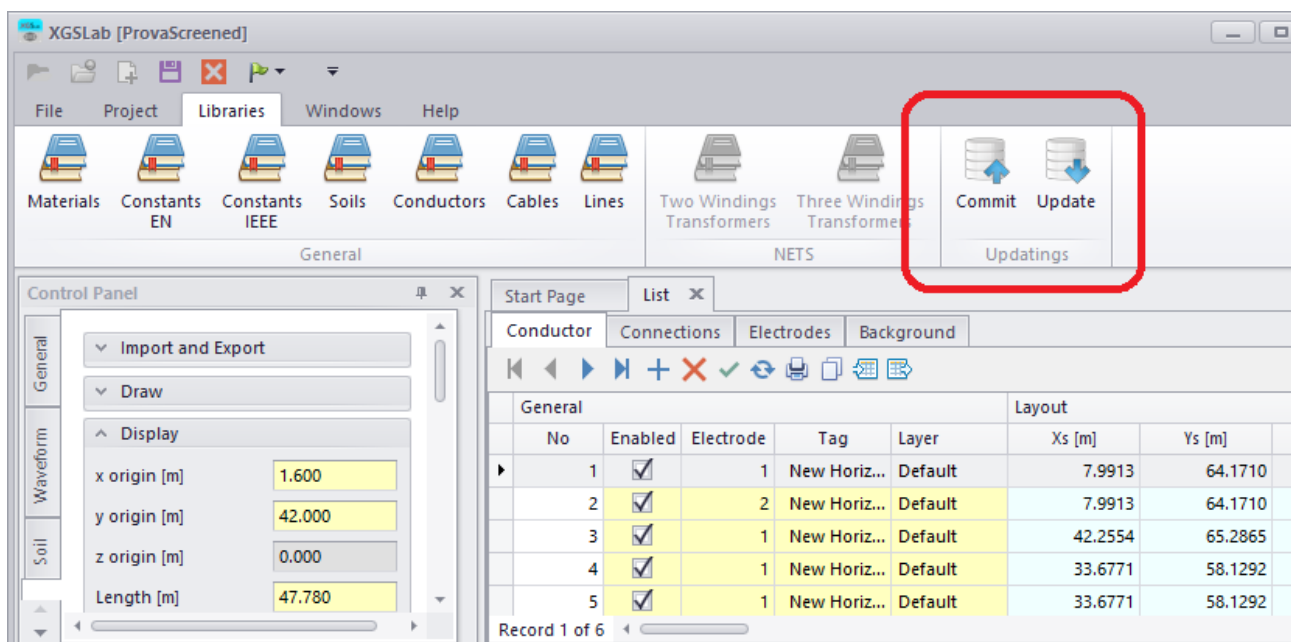 XGSLab [ProvaScreened]
File Project Libraries Windows Help
Materials Constants EN Constants IEEE Soils Conductors Cables Lines Two Windings Transformers Three Windings Transformers Commit Update
General NETS Updatings
Control Panel
General
Waveform
Soil
Import and Export
Draw
Display
x origin [m] 1.600
y origin [m] 42.000
z origin [m] 0.000
Length [m] 47.780
Start Page List
Conductor Connections Electrodes Background
General Layout
No Enabled Electrode Tag Layer Xs [m] Ys [m]
1 1 New Horiz... Default 7.9913 64.1710
2 2 New Horiz... Default 7.9913 64.1710
3 1 New Horiz... Default 42.2554 65.2865
4 1 New Horiz... Default 33.6771 58.1292
5 1 New Horiz... Default 33.6771 58.1292
Record 1 of 6